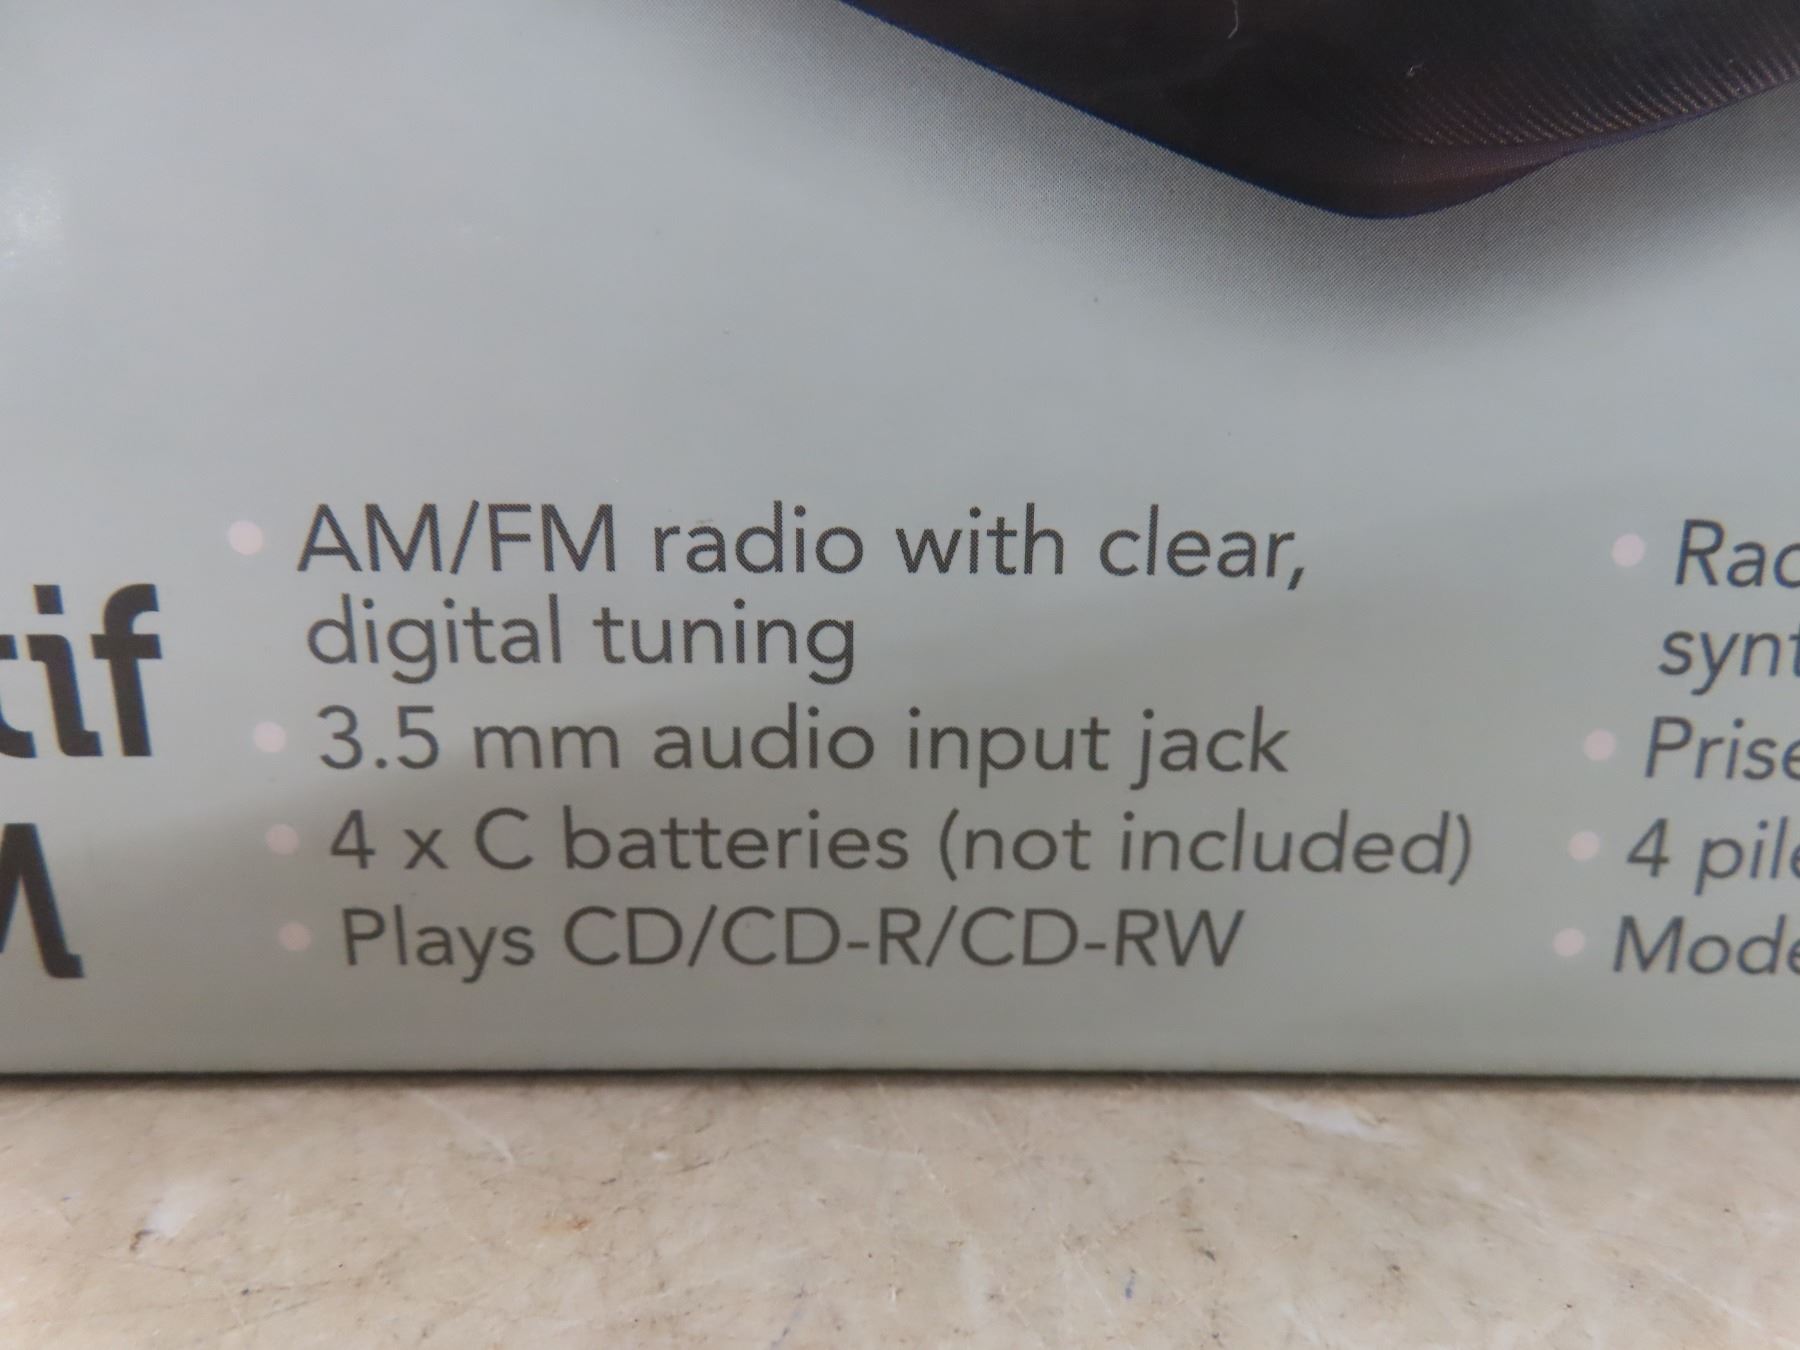 AM/FM radio with clear,
digital tuning
3.5 mm audio input jack
4 x C batteries (not included)
Plays CD/CD-R/CD-RW
4